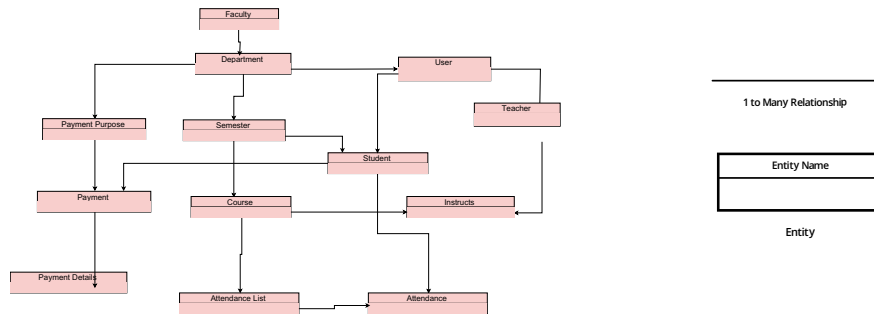 Faculty
Department
User
Teacher
1 to Many Relationship
Payment Purpose
Semester
Student
Entity Name
Payment
Course
Instructs
Entity
Payment Details
Attendance List
Attendance